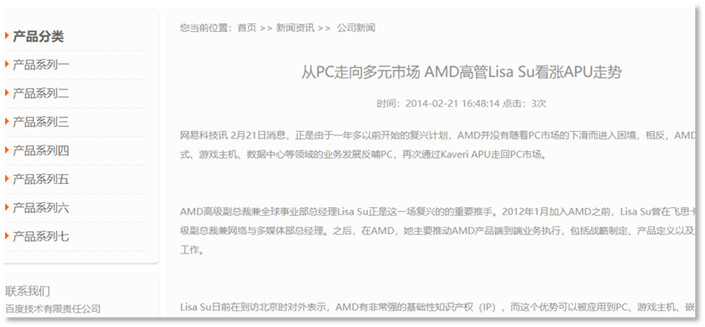 产品分类
产品系列一
产品系列二
产品系列三
产品系列四
产品系列五
产品系列六
产品系列七
联系我们
百度技术有限责任公司
您当前位置：首页 >> 新闻资讯 >> 公司新闻
从PC走向多元市场 AMD高管Lisa Su看涨APU走势
时间：2014-02-21 16:48:14 点击：3次
网易科技讯 2月21日消息，正是由于一年多以前开始的复兴计划，AMD并没有随着PC市场的下滑而进入困境，相反，AMD
式、游戏主机、数据中心等领域的业务发展反哺PC，再次通过Kaveri APU走回PC市场。
AMD高级副总裁兼全球事业部总经理Lisa Su正是这一场复兴的的重要推手。2012年1月加入AMD之前，Lisa Su曾在飞思卡
级副总裁兼网络与多媒体部总经理。之后，在AMD，她主要推动AMD产品端到端业务执行，包括战略制定、产品定义以及
工作。
Lisa Su日前在到访北京时对外表示，AMD有非常强的基础性知识产权（IP），而这个优势可以被应用到PC、游戏主机、嵌